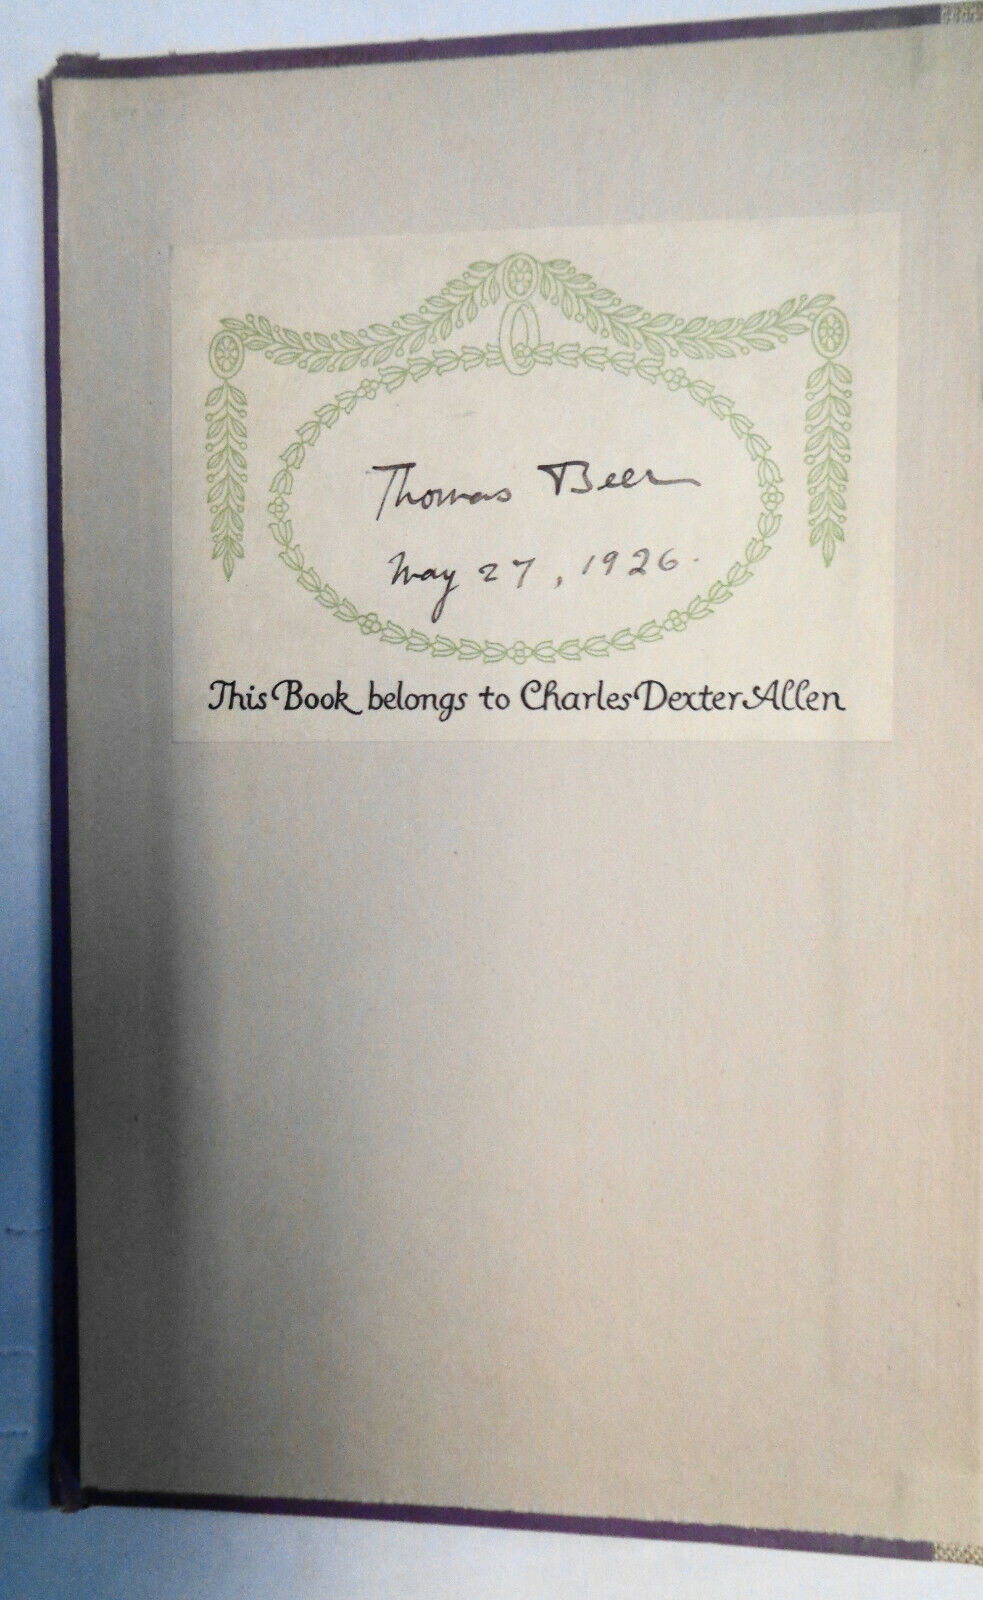 Thomas Beer
May 27, 1926.
This Book belongs to Charles Dexter Allen